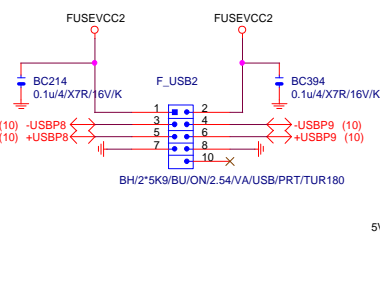 FUSEVCC2 FUSEVCC2
BC214 F_USB2 BC394
0.1u/4/X7R/16V/K 0.1u/4/X7R/16V/K
1 2
(10) -USBP8 3 4 -USBP9 (10)
(10) +USBP8 5 6 +USBP9 (10)
7 8
10
BH/2*5K9/BU/ON/2.54/VA/USB/PRT/TUR180
5V